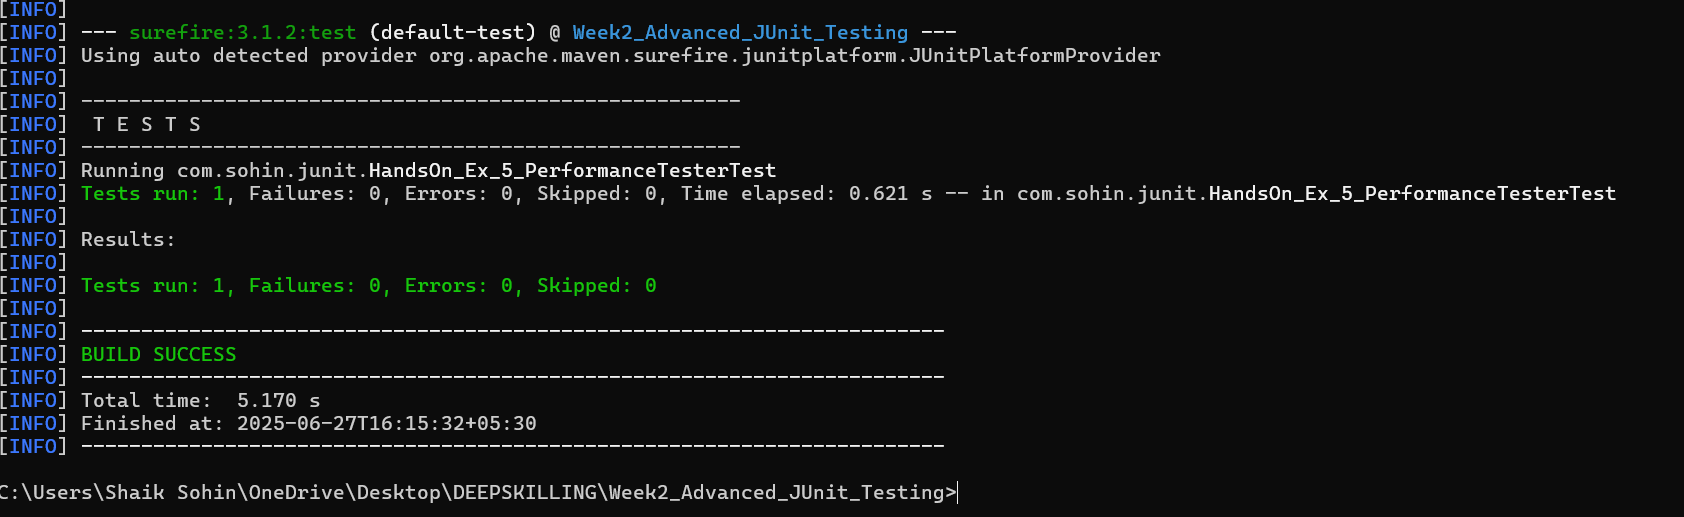 [INFO]
[INFO] --- surefire:3.1.2:test (default-test) @ Week2_Advanced_JUnit_Testing ---
[INFO] Using auto detected provider org.apache.maven.surefire.junitplatform.JUnitPlatformProvider
[INFO]
[INFO] -------------------------------------------------------
[INFO]  T E S T S
[INFO] -------------------------------------------------------
[INFO] Running com.sohin.junit.HandsOn_Ex_5_PerformanceTesterTest
[INFO] Tests run: 1, Failures: 0, Errors: 0, Skipped: 0, Time elapsed: 0.621 s -- in com.sohin.junit.HandsOn_Ex_5_PerformanceTesterTest
[INFO]
[INFO] Results:
[INFO]
[INFO] Tests run: 1, Failures: 0, Errors: 0, Skipped: 0
[INFO]
[INFO] ------------------------------------------------------------------------
[INFO] BUILD SUCCESS
[INFO] ------------------------------------------------------------------------
[INFO] Total time:  5.170 s
[INFO] Finished at: 2025-06-27T16:15:32+05:30
[INFO] ------------------------------------------------------------------------
C:\Users\Shaik Sohin\OneDrive\Desktop\DEEPSKILLING\Week2_Advanced_JUnit_Testing>